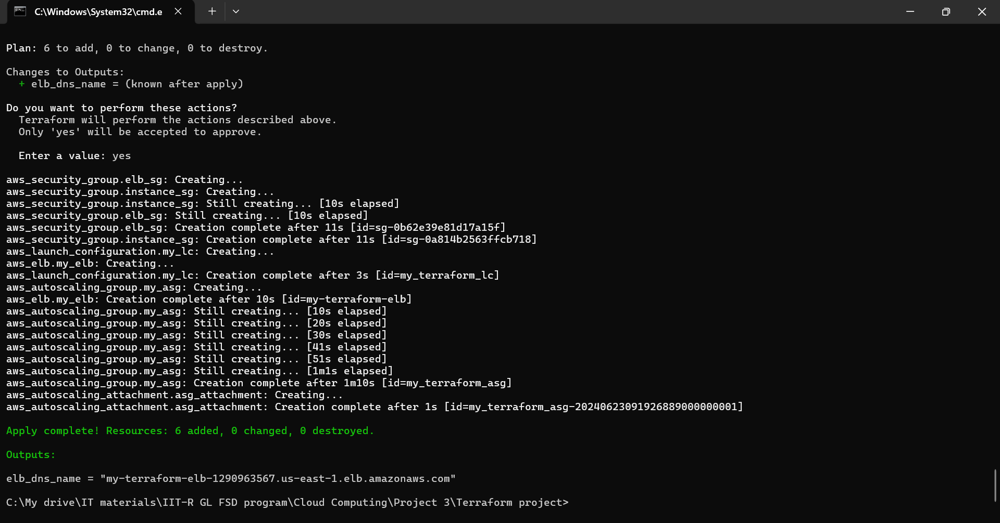 C:\Windows\System32\cmd.e
Plan: 6 to add, 0 to change, 0 to destroy.
Changes to Outputs:
+ elb_dns_name = (known after apply)
Do you want to perform these actions?
Terraform will perform the actions described above.
Only 'yes' will be accepted to approve.
Enter a value: yes
aws_security_group.elb_sg: Creating...
aws_security_group.instance_sg: Creating...
aws_security_group.instance_sg: Still creating... [10s elapsed]
aws_security_group.elb_sg: Still creating... [10s elapsed]
aws_security_group.elb_sg: Creation complete after 11s [id=sg-0b62e39e81d17a15f]
aws_security_group.instance_sg: Creation complete after 11s [id=sg-0a814b2563ffcb718]
aws_launch_configuration.my_lc: Creating...
aws_elb.my_elb: Creating...
aws_launch_configuration.my_lc: Creation complete after 3s [id=my_terraform_lc]
aws_autoscaling_group.my_asg: Creating...
aws_elb.my_elb: Creation complete after 10s [id=my-terraform-elb]
aws_autoscaling_group.my_asg: Still creating... [10s elapsed]
aws_autoscaling_group.my_asg: Still creating... [20s elapsed]
aws_autoscaling_group.my_asg: Still creating... [30s elapsed]
aws_autoscaling_group.my_asg: Still creating... [41s elapsed]
aws_autoscaling_group.my_asg: Still creating... [51s elapsed]
aws_autoscaling_group.my_asg: Still creating... [1m1s elapsed]
aws_autoscaling_group.my_asg: Creation complete after 1m10s [id=my_terraform_asg]
aws_autoscaling_attachment.asg_attachment: Creating...
aws_autoscaling_attachment.asg_attachment: Creation complete after 1s [id=my_terraform_asg-20240623091926889000000001]
Apply complete! Resources: 6 added, 0 changed, 0 destroyed.
Outputs:
elb_dns_name = "my-terraform-elb-1290963567.us-east-1.elb.amazonaws.com"
C:\My drive\IT materials\IIT-R GL FSD program\Cloud Computing\Project 3\Terraform project>